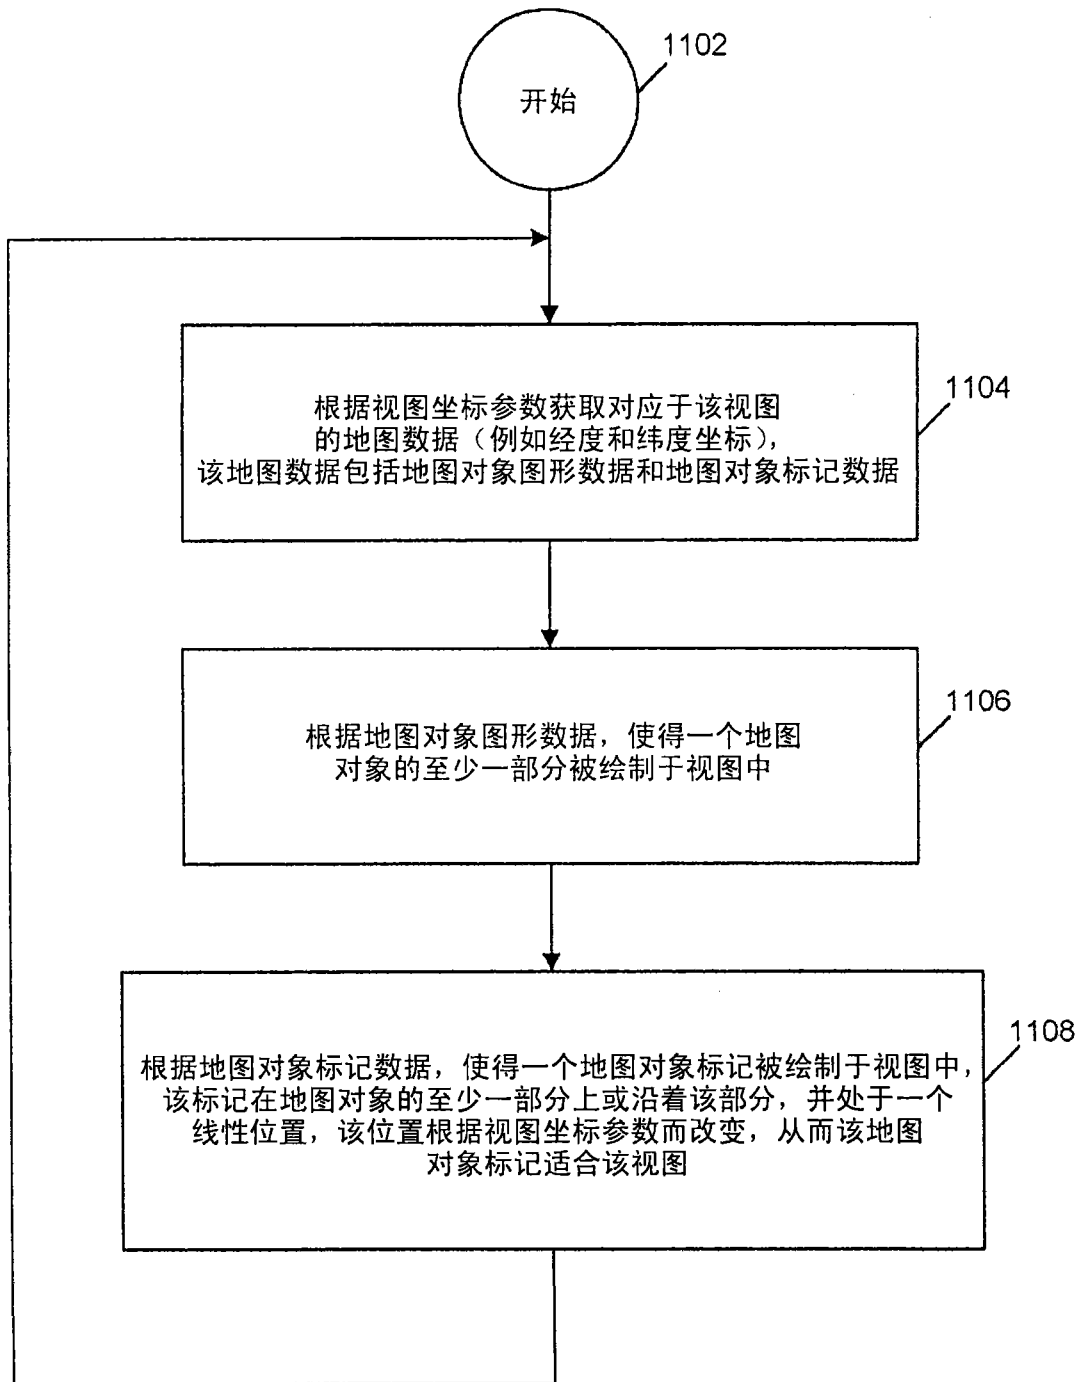 1102
开始
1104
根据视图坐标参数获取对应于该视图
的地图数据（例如经度和纬度坐标），
该地图数据包括地图对象图形数据和地图对象标记数据
1106
根据地图对象图形数据，使得一个地图
对象的至少一部分被绘制于视图中
1108
根据地图对象标记数据，使得一个地图对象标记被绘制于视图中，
该标记在地图对象的至少一部分上或沿着该部分，并处于一个
线性位置，该位置根据视图坐标参数而改变，从而该地图
对象标记适合该视图